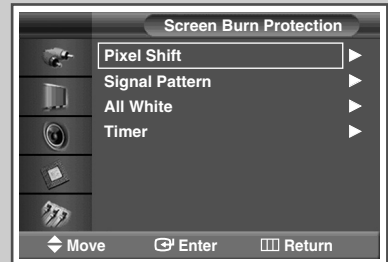 Screen Burn Protection
Pixel Shift
Signal Pattern
All White
Timer
Move Enter Return